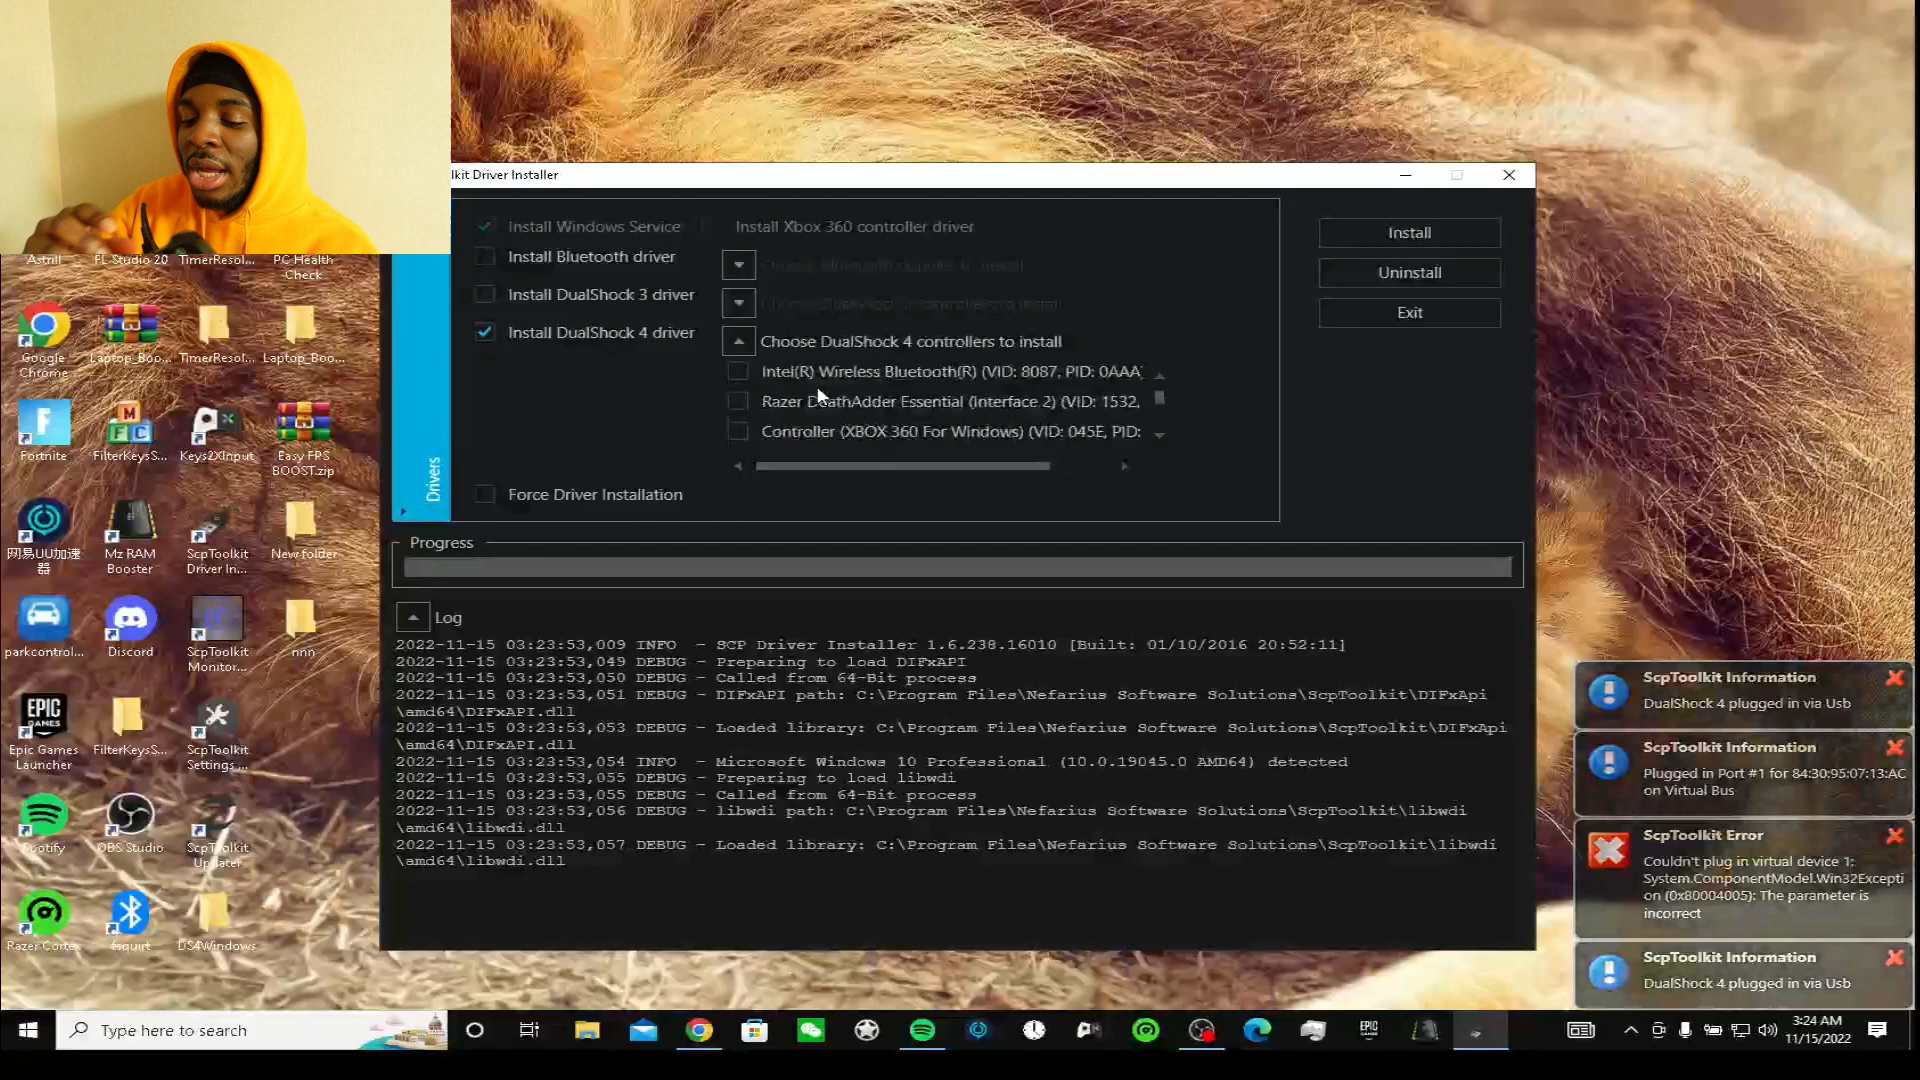 lkit Driver Installer
Install Windows Service
Install Xbox 360 controller driver
Install Bluetooth driver
Install DualShock 3 driver
Install DualShock 4 driver
Choose DualShock 4 controllers to install
Intel(R) Wireless Bluetooth(R) (VID: 8087, PID: 0AAA
Razer DeathAdder Essential (Interface 2) (VID: 1532,
Controller (XBOX 360 For Windows) (VID: 045E, PID:
Force Driver Installation
Drivers
Install
Uninstall
Exit
Progress
Log
2022-11-15 03:23:53,009 INFO - SCP Driver Installer 1.6.238.16010 [Built: 01/10/2016 20:52:11]
2022-11-15 03:23:53,049 DEBUG - Preparing to load DIFxAPI
2022-11-15 03:23:53,050 DEBUG - Called from 64-Bit process
2022-11-15 03:23:53,051 DEBUG - DIFxAPI path: C:\Program Files\Nefarius Software Solutions\ScpToolkit\DIFxApi
\amd64\DIFxAPI.dll
2022-11-15 03:23:53,053 DEBUG - Loaded library: C:\Program Files\Nefarius Software Solutions\ScpToolkit\DIFxApi
\amd64\DIFxAPI.dll
2022-11-15 03:23:53,054 INFO - Microsoft Windows 10 Professional (10.0.19045.0 AMD64) detected
2022-11-15 03:23:53,055 DEBUG - Preparing to load libwdi
2022-11-15 03:23:53,055 DEBUG - Called from 64-Bit process
2022-11-15 03:23:53,056 DEBUG - libwdi path: C:\Program Files\Nefarius Software Solutions\ScpToolkit\libwdi
\amd64\libwdi.dll
2022-11-15 03:23:53,057 DEBUG - Loaded library: C:\Program Files\Nefarius Software Solutions\ScpToolkit\libwdi
\amd64\libwdi.dll
Astrill
FL Studio 20
TimerResol...
PC Health
Check
Google
Chrome
Laptop_Boo...
TimerResol...
Laptop_Boo...
Fortnite
FilterKeysS...
Keys2XInput
Easy FPS
BOOST.zip
网易UU加速
器
Mz RAM
Booster
ScpToolkit
Driver In...
New folder
parkcontrol...
Discord
ScpToolkit
Monitor...
nnn
EPIC
GAMES
Epic Games
Launcher
FilterKeysS...
ScpToolkit
Settings ...
Spotify
OBS Studio
ScpToolkit
Updater
Razer Cortex
fsquirt
DS4Windows
ScpToolkit Information
DualShock 4 plugged in via Usb
ScpToolkit Information
Plugged in Port #1 for 84:30:95:07:13:AC
on Virtual Bus
ScpToolkit Error
Couldn't plug in virtual device 1:
System.ComponentModel.Win32Excepti
on (0x80004005): The parameter is
incorrect
ScpToolkit Information
DualShock 4 plugged in via Usb
Type here to search
EPIC
3:24 AM
11/15/2022